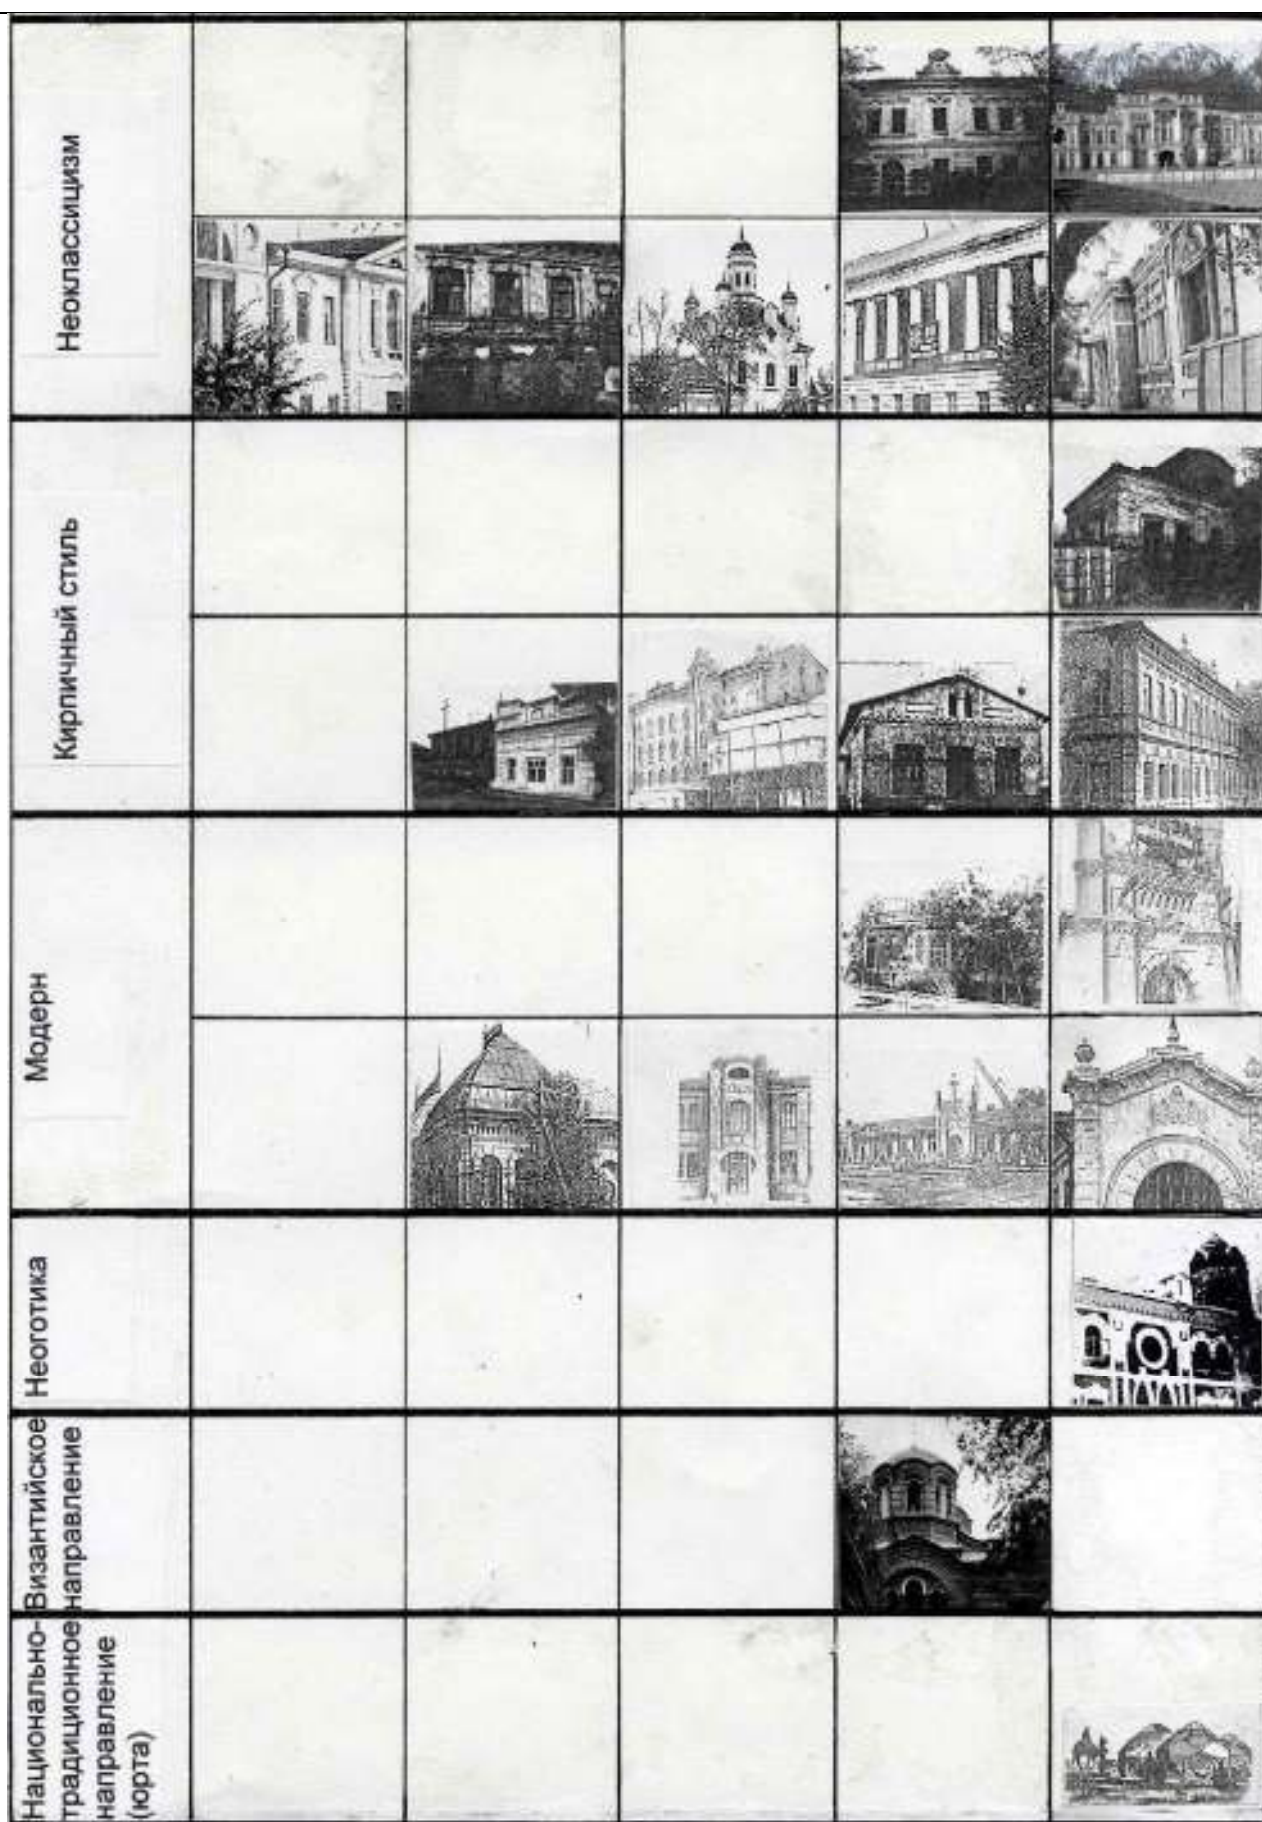 Неоклассицизм
Кирпичный стиль
Модерн
Неоготика
Византийское
направление
Национально-
традиционное
направление
(юрта)